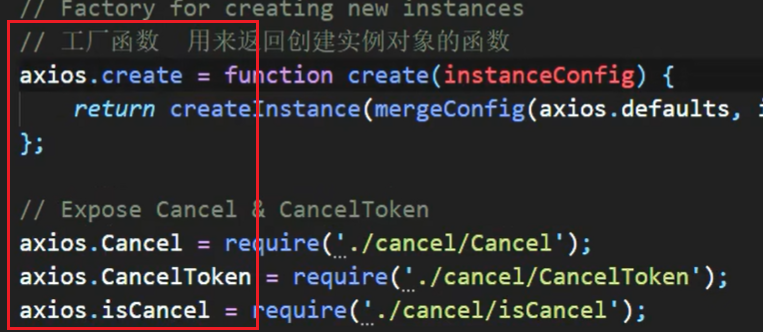 // Factory for creating new instances
// 工厂函数 用来返回创建实例对象的函数
axios.create = function create(instanceConfig) {
return createInstance(mergeConfig(axios.defaults,
};
// Expose Cancel & CancelToken
axios.Cancel = require('./cancel/Cancel');
axios.CancelToken = require('./cancel/CancelToken');
axios.isCancel = require('./cancel/isCancel');